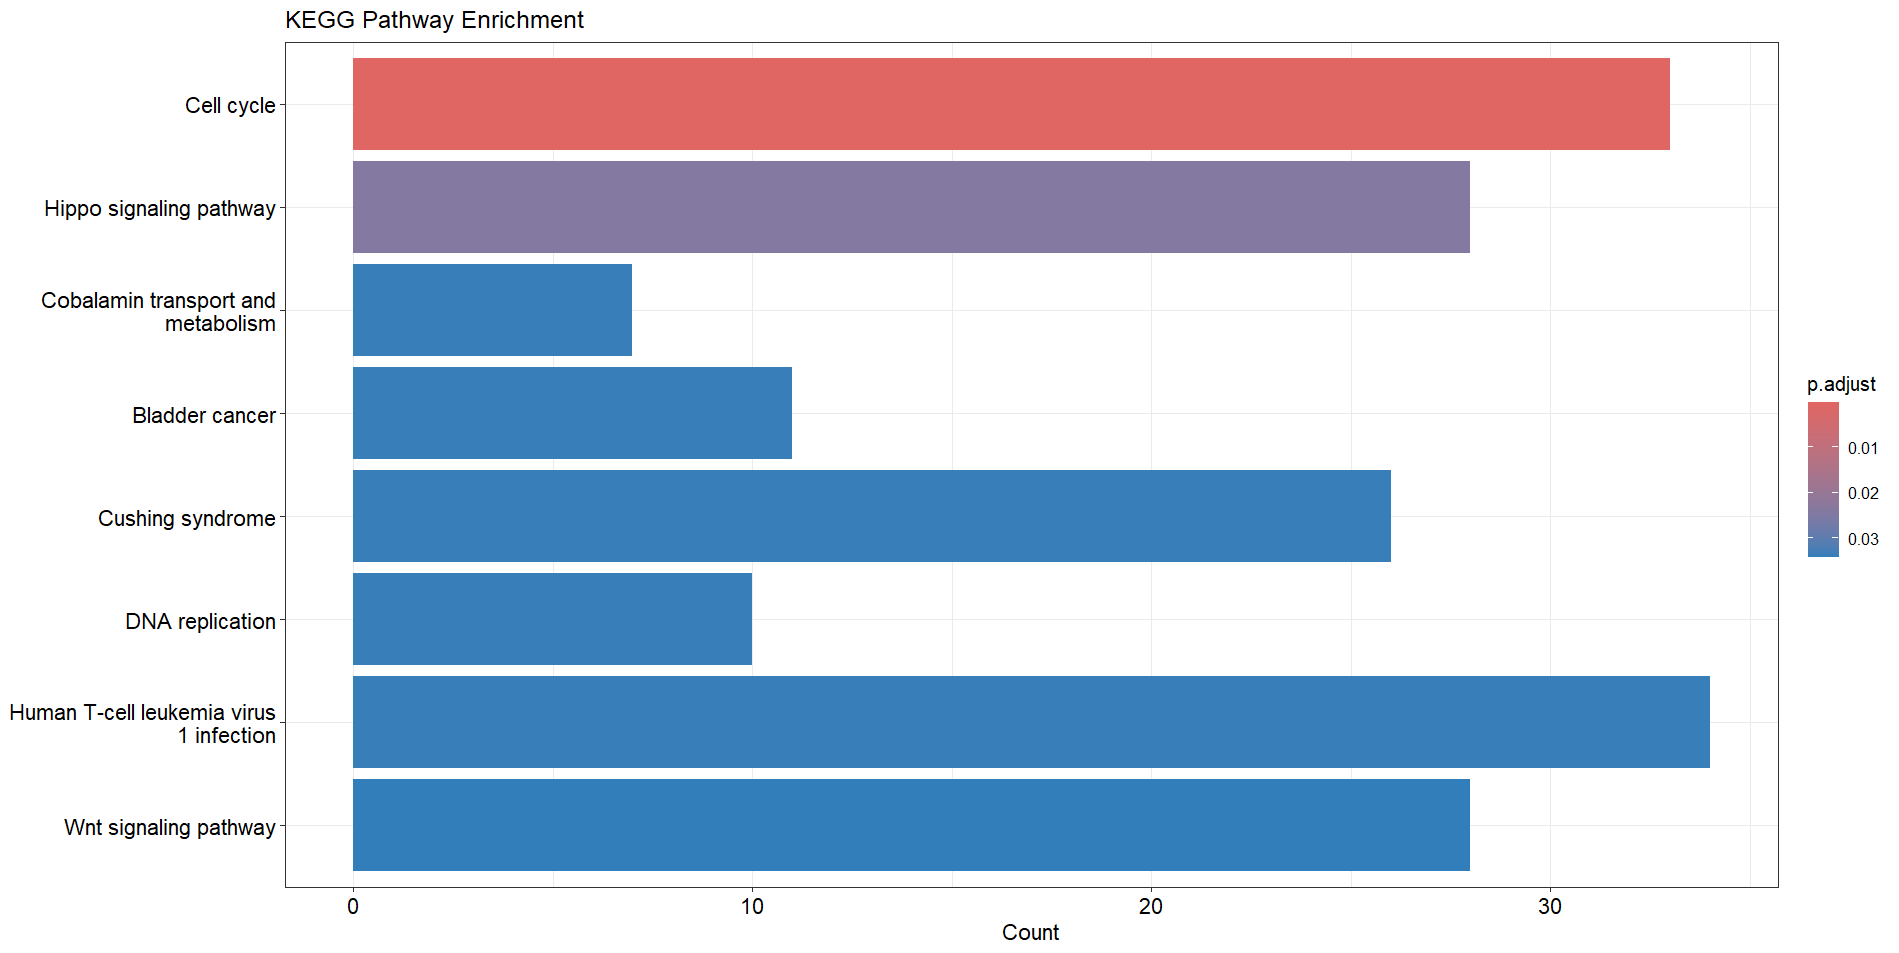 KEGG Pathway Enrichment
Cell cycle
Hippo signaling pathway
Cobalamin transport and
metabolism
Bladder cancer
Cushing syndrome
DNA replication
Human T-cell leukemia virus
1 infection
Wnt signaling pathway
0 10 20 30
Count
p.adjust
0.01
0.02
0.03